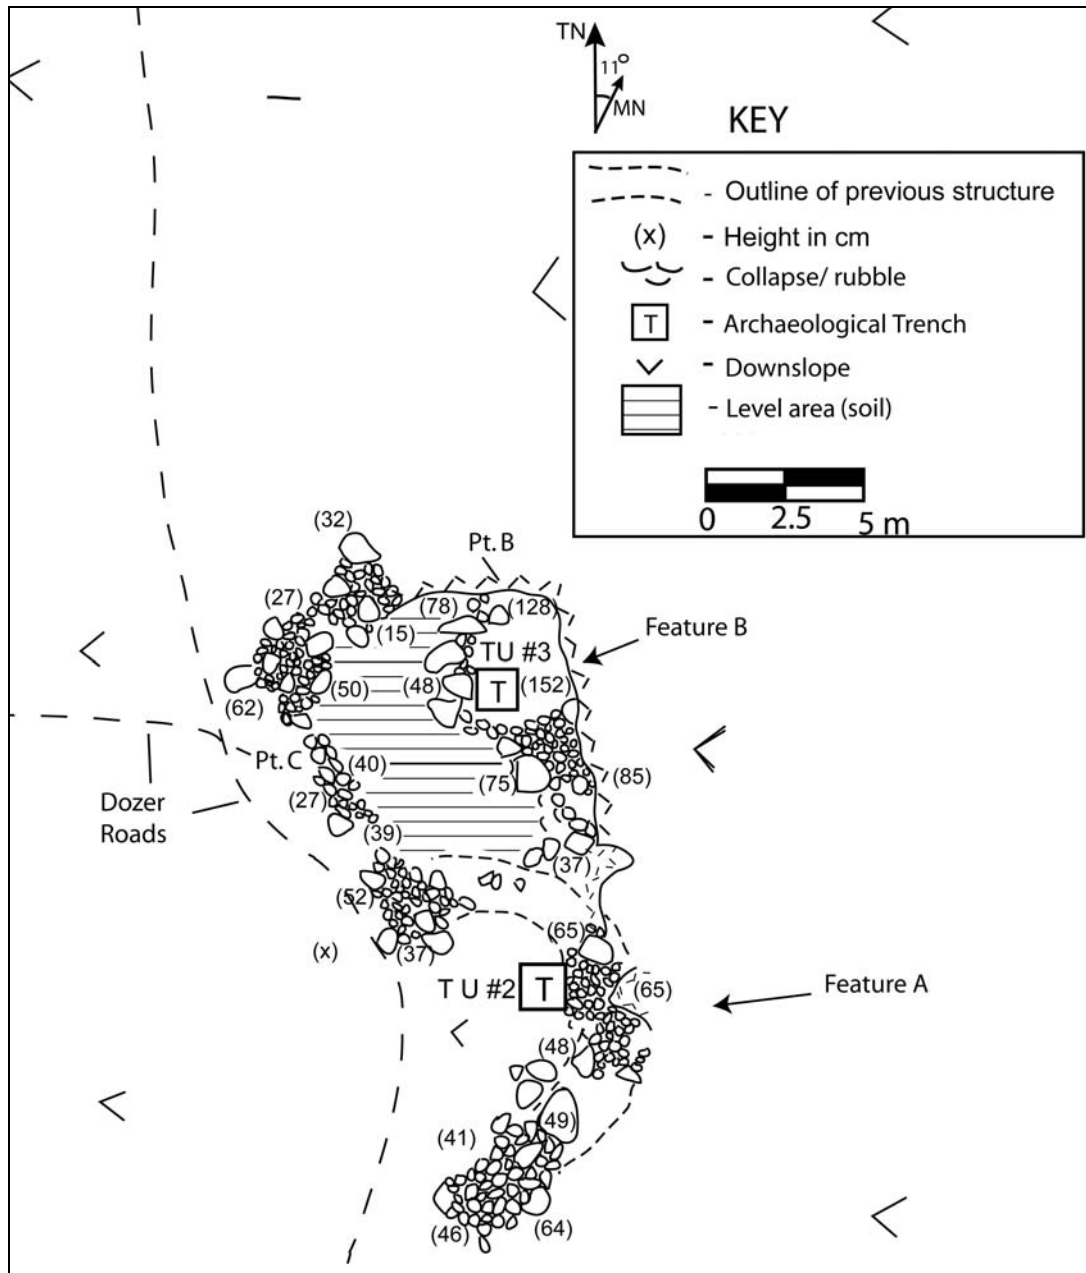 TN
11°
MN
KEY
- Outline of previous structure
(x) - Height in cm
- Collapse/ rubble
T - Archaeological Trench
- Downslope
- Level area (soil)
0 2.5 5 m
(32)
Pt. B
(27)
(78)
(128)
(15)
Feature B
TU #3
(48)
T
(152)
(62)
(50)
Pt. C
(40)
(75)
(85)
(27)
Dozer
Roads
(39)
(37)
(52)
(65)
(x)
(37)
T U #2
T
(65)
Feature A
(48)
(49)
(41)
(46)
(64)